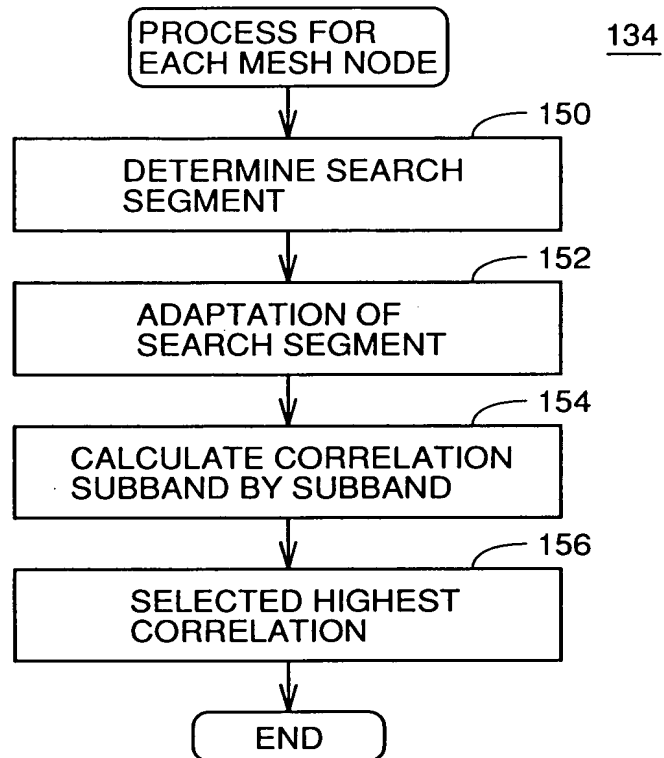 PROCESS FOR
EACH MESH NODE
134
150
DETERMINE SEARCH
SEGMENT
152
ADAPTATION OF
SEARCH SEGMENT
154
CALCULATE CORRELATION
SUBBAND BY SUBBAND
156
SELECTED HIGHEST
CORRELATION
END